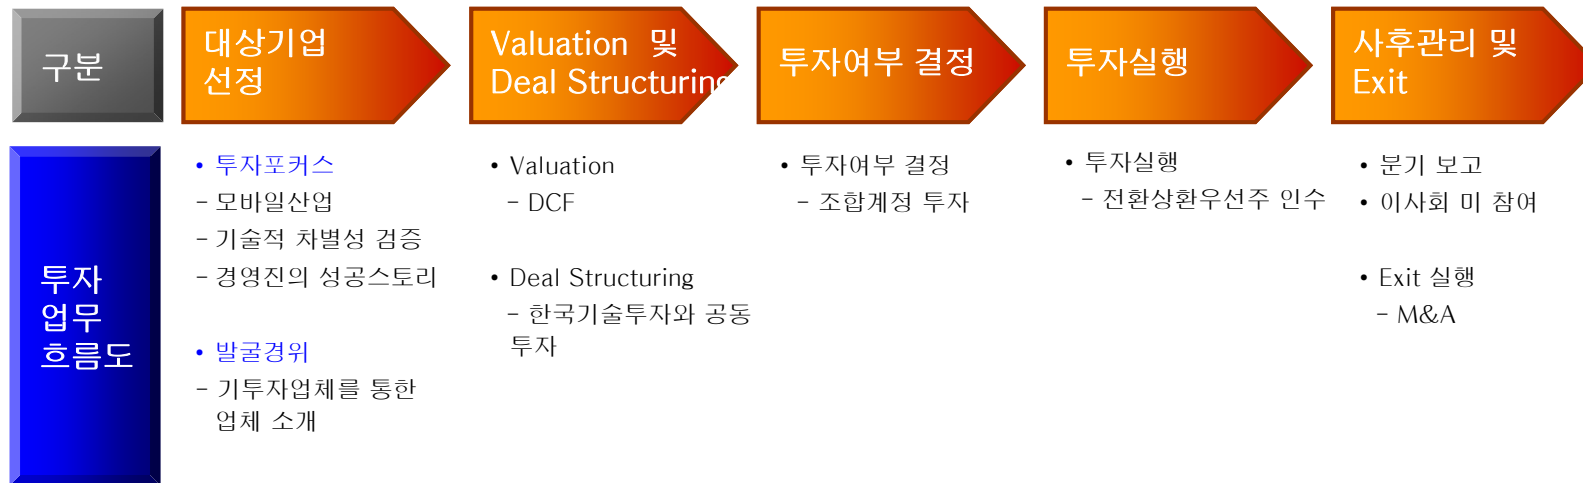 구분
대상기업
선정
Valuation 및
Deal Structuring
투자여부 결정
투자실행
사후관리 및
Exit
투자
업무
흐름도
• 투자포커스
- 모바일산업
- 기술적 차별성 검증
- 경영진의 성공스토리
• 발굴경위
- 기투자업체를 통한
업체 소개
• Valuation
- DCF
• Deal Structuring
- 한국기술투자와 공동
투자
• 투자여부 결정
- 조합계정 투자
• 투자실행
- 전환상환우선주 인수
• 분기 보고
• 이사회 미 참여
• Exit 실행
- M&A